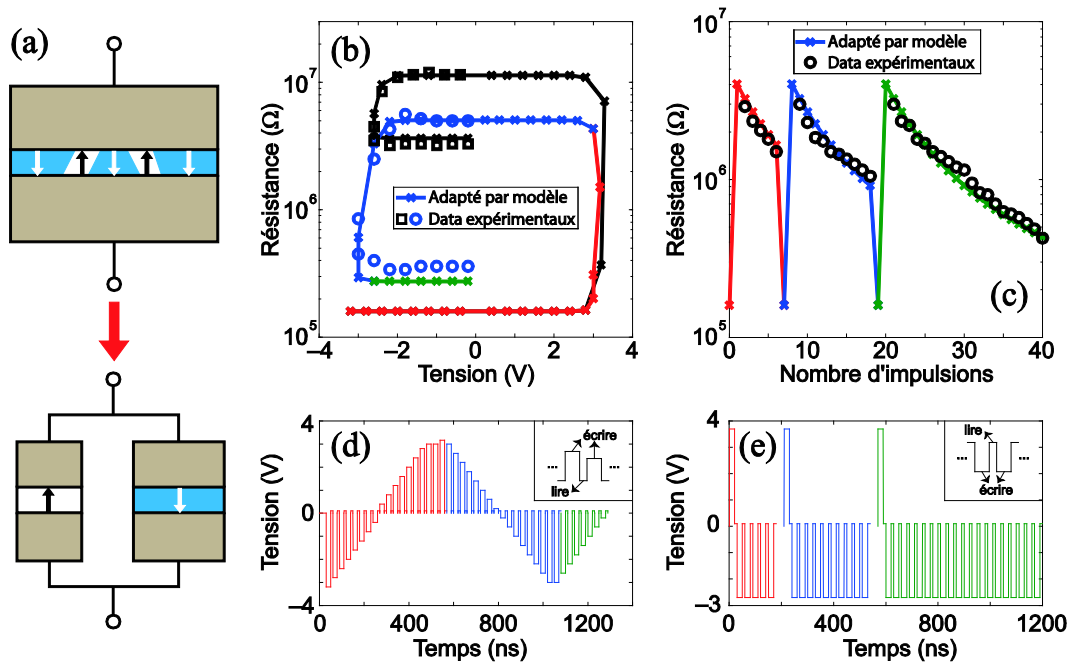 (a)
(b)
Résistance (Ω)
10⁷
10⁶
10⁵
Adapté par modèle
Data expérimentaux
−4 −2 0 2 4
Tension (V)
(c)
Résistance (Ω)
10⁷
10⁶
10⁵
Adapté par modèle
Data expérimentaux
0 10 20 30 40
Nombre d'impulsions
(d)
Tension (V)
4
0
−4
écrire
... ...
lire
0 400 800 1200
Temps (ns)
(e)
Tension (V)
4
0
−3
lire
... ...
écrire
0 400 800 1200
Temps (ns)